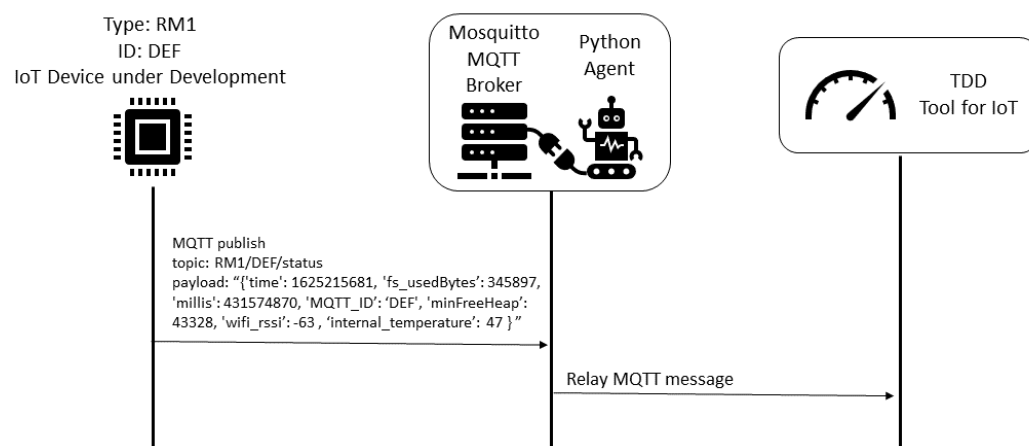 Type: RM1
ID: DEF
IoT Device under Development
Mosquitto
MQTT
Broker
Python
Agent
TDD
Tool for IoT
MQTT publish
topic: RM1/DEF/status
payload: “{'time': 1625215681, 'fs_usedBytes’: 345897,
'millis': 431574870, 'MQTT_ID’: ‘DEF', 'minFreeHeap’:
43328, 'wifi_rssi’: -63 , ‘internal_temperature’: 47 } ”
Relay MQTT message